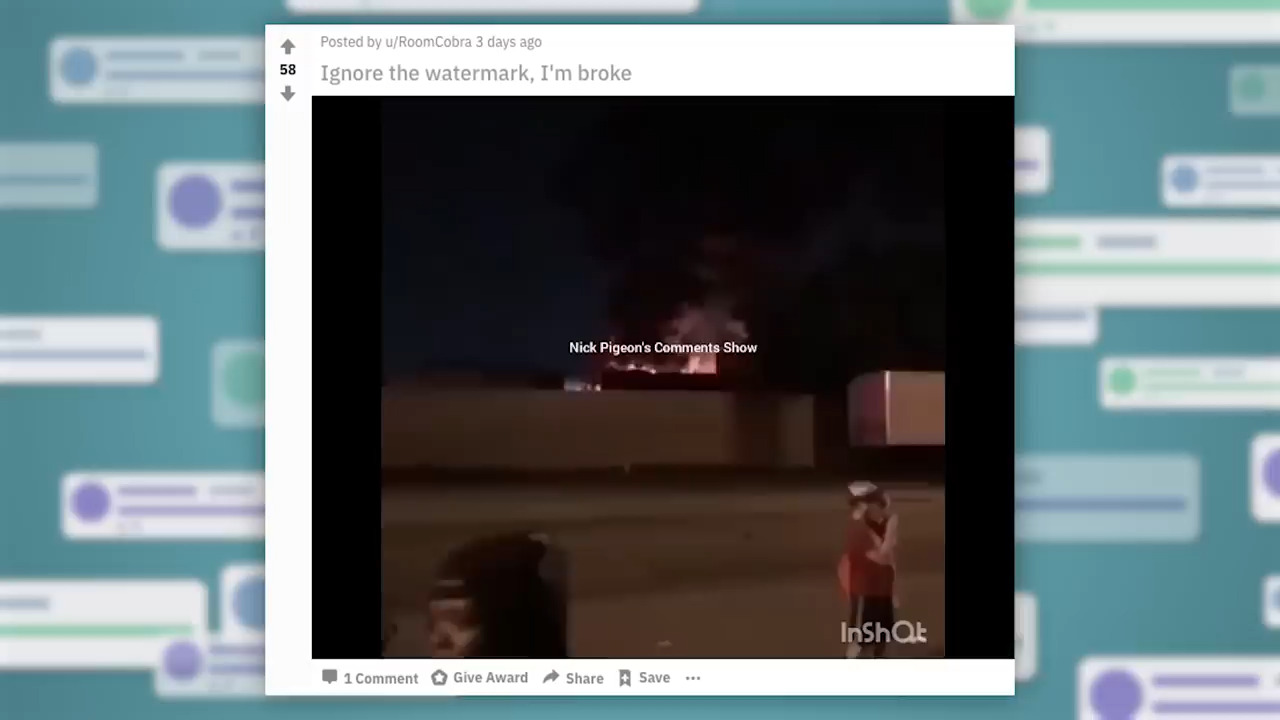 Posted by u/RoomCobra 3 days ago
58
Ignore the watermark, I'm broke
Nick Pigeon's Comments Show
InShOt
1 Comment
Give Award
Share
Save